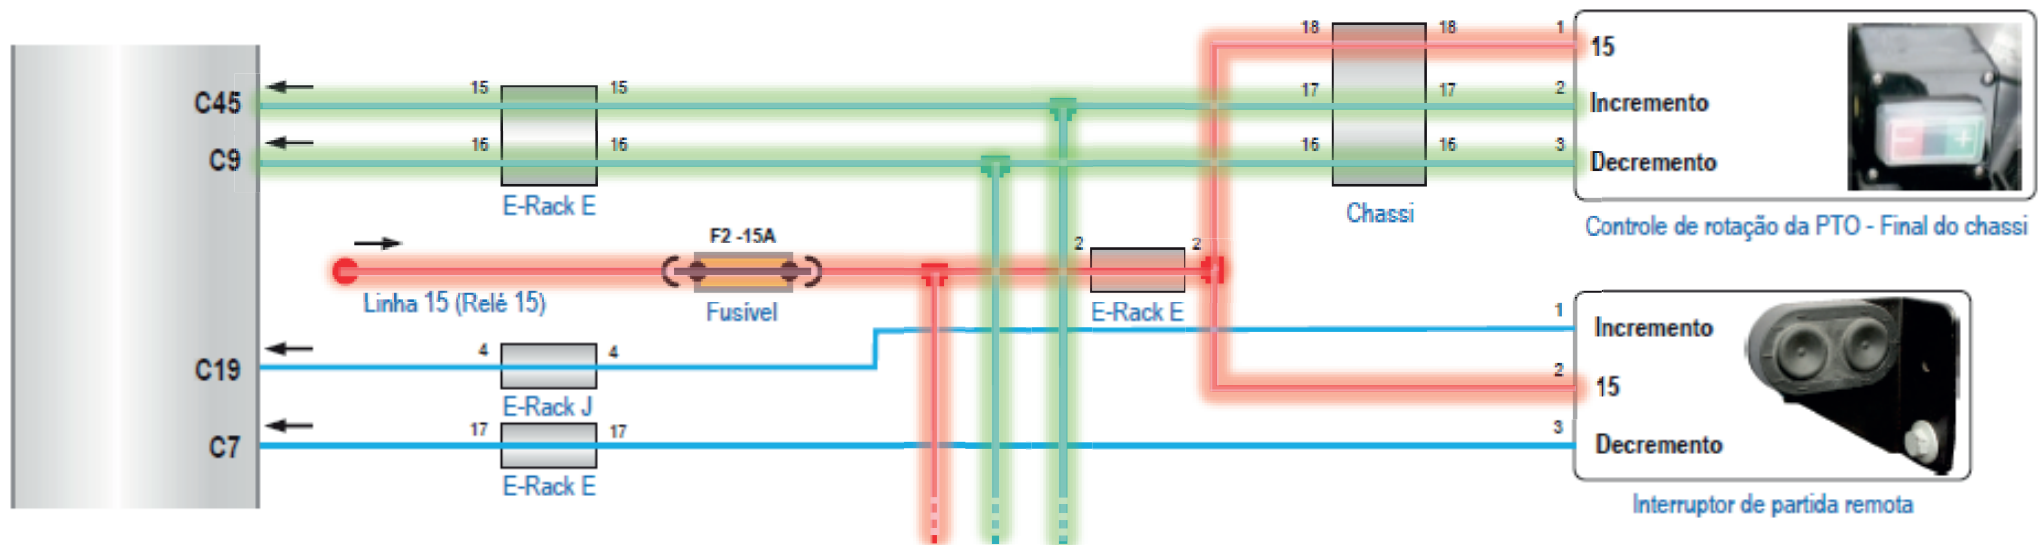 18 18 1 15
C45 15 15 17 17 2 Incremento
C9 16 16 16 16 3 Decremento
E-Rack E
Chassi
Controle de rotação da PTO - Final do chassi
F2 -15A
2 2
Linha 15 (Relé 15)
Fusível
E-Rack E
1 Incremento
C19 4 4 2 15
E-Rack J
C7 17 17 3 Decremento
E-Rack E
Interruptor de partida remota
- +